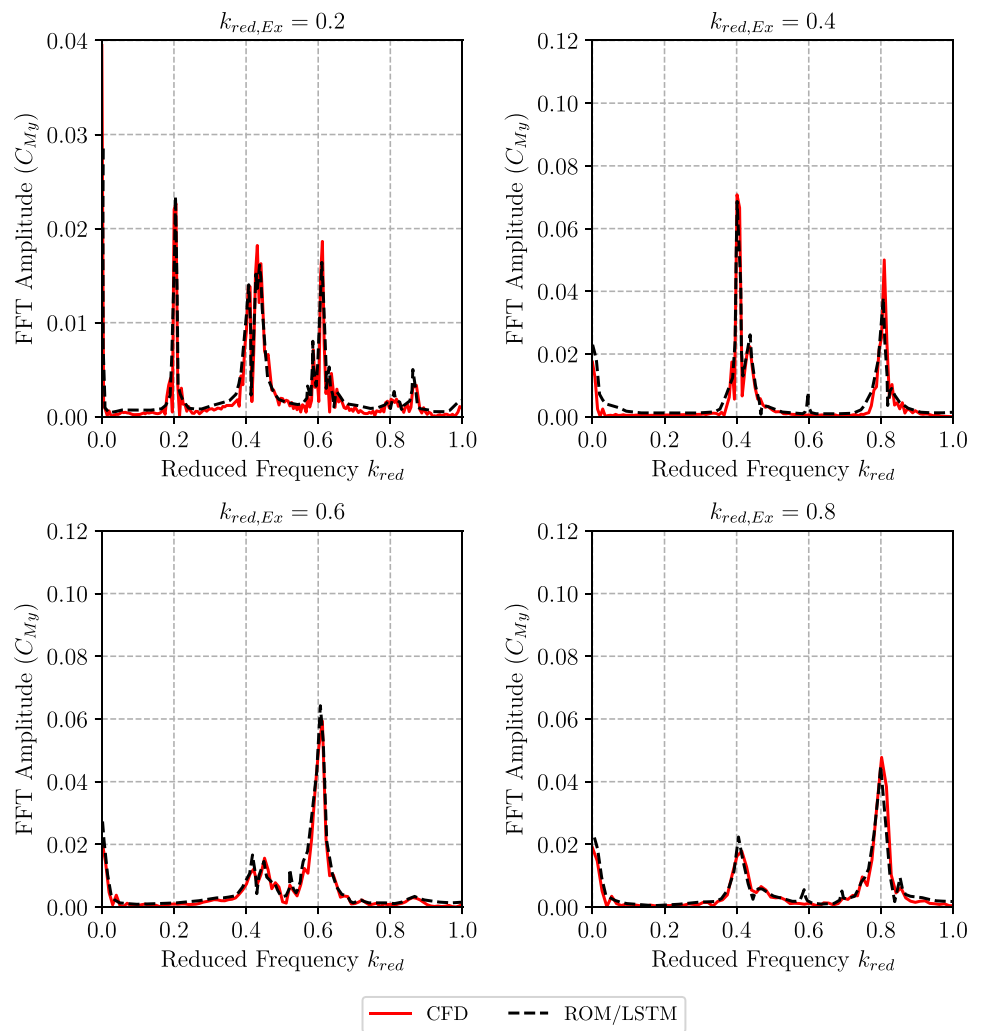 k_{red,Ex} = 0.2
k_{red,Ex} = 0.4
0.04
0.03
0.02
0.01
0.00
FFT Amplitude (C_{My})
0.0 0.2 0.4 0.6 0.8 1.0
Reduced Frequency k_{red}
0.12
0.10
0.08
0.06
0.04
0.02
0.00
FFT Amplitude (C_{My})
0.0 0.2 0.4 0.6 0.8 1.0
Reduced Frequency k_{red}
k_{red,Ex} = 0.6
k_{red,Ex} = 0.8
0.12
0.10
0.08
0.06
0.04
0.02
0.00
FFT Amplitude (C_{My})
0.0 0.2 0.4 0.6 0.8 1.0
Reduced Frequency k_{red}
0.12
0.10
0.08
0.06
0.04
0.02
0.00
FFT Amplitude (C_{My})
0.0 0.2 0.4 0.6 0.8 1.0
Reduced Frequency k_{red}
CFD ROM/LSTM